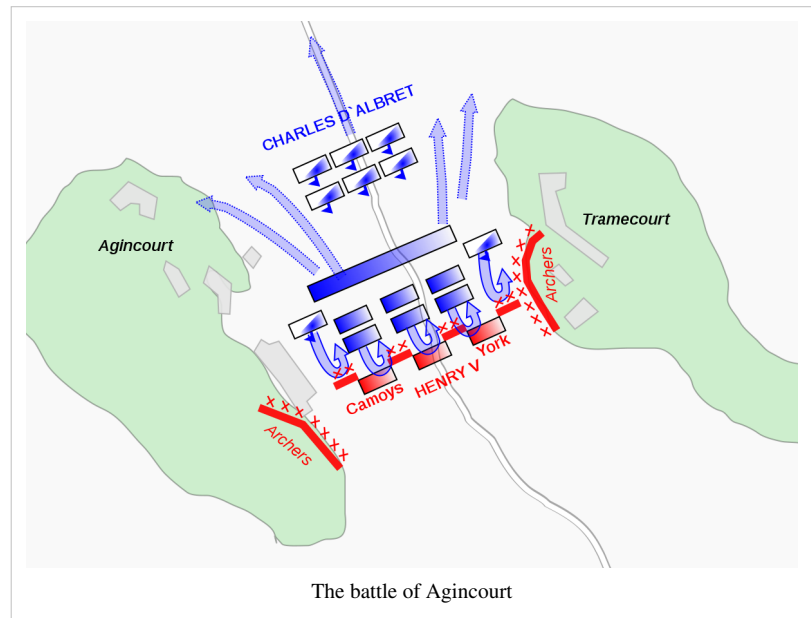 CHARLES D`ALBRET
Agincourt
Tramecourt
Archers
York
HENRY V
Camoys
Archers
The battle of Agincourt